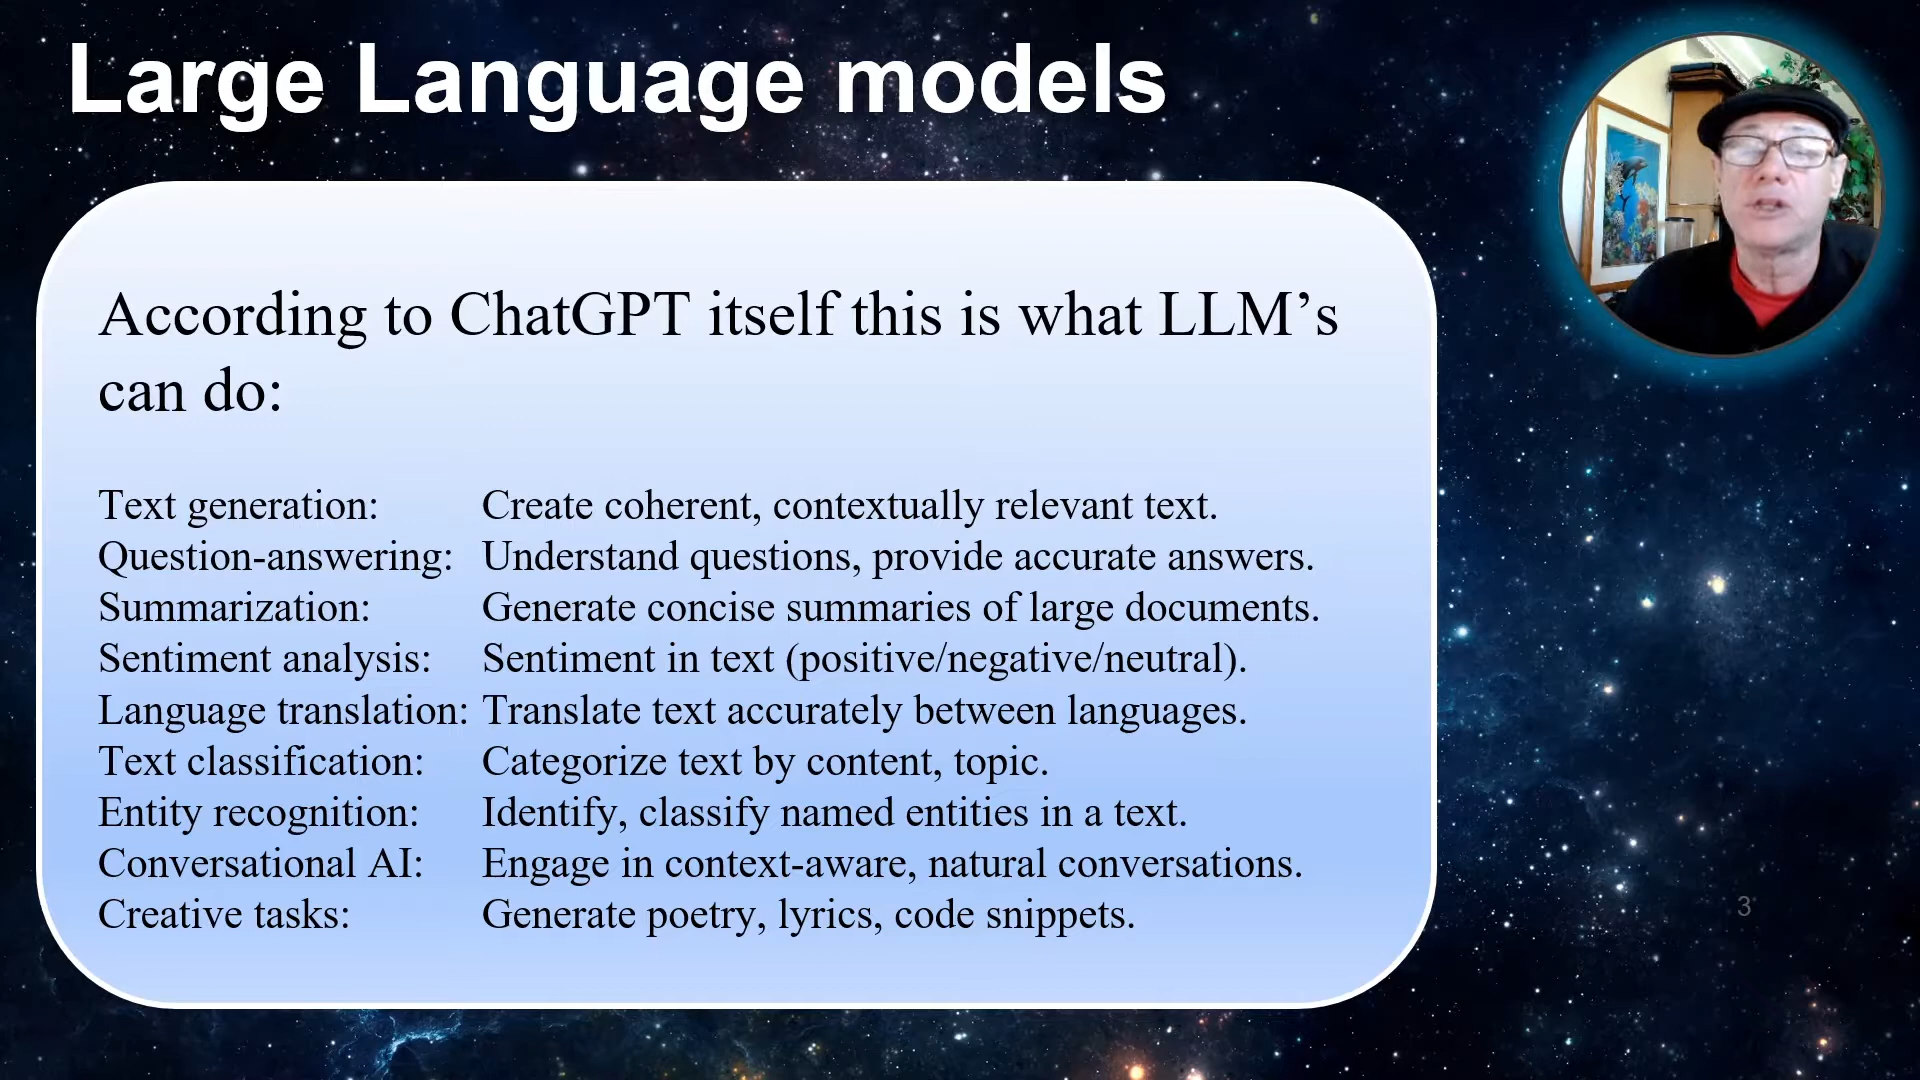 Large Language models
According to ChatGPT itself this is what LLM’s
can do:
Text generation: Create coherent, contextually relevant text.
Question-answering: Understand questions, provide accurate answers.
Summarization: Generate concise summaries of large documents.
Sentiment analysis: Sentiment in text (positive/negative/neutral).
Language translation: Translate text accurately between languages.
Text classification: Categorize text by content, topic.
Entity recognition: Identify, classify named entities in a text.
Conversational AI: Engage in context-aware, natural conversations.
Creative tasks: Generate poetry, lyrics, code snippets.
3